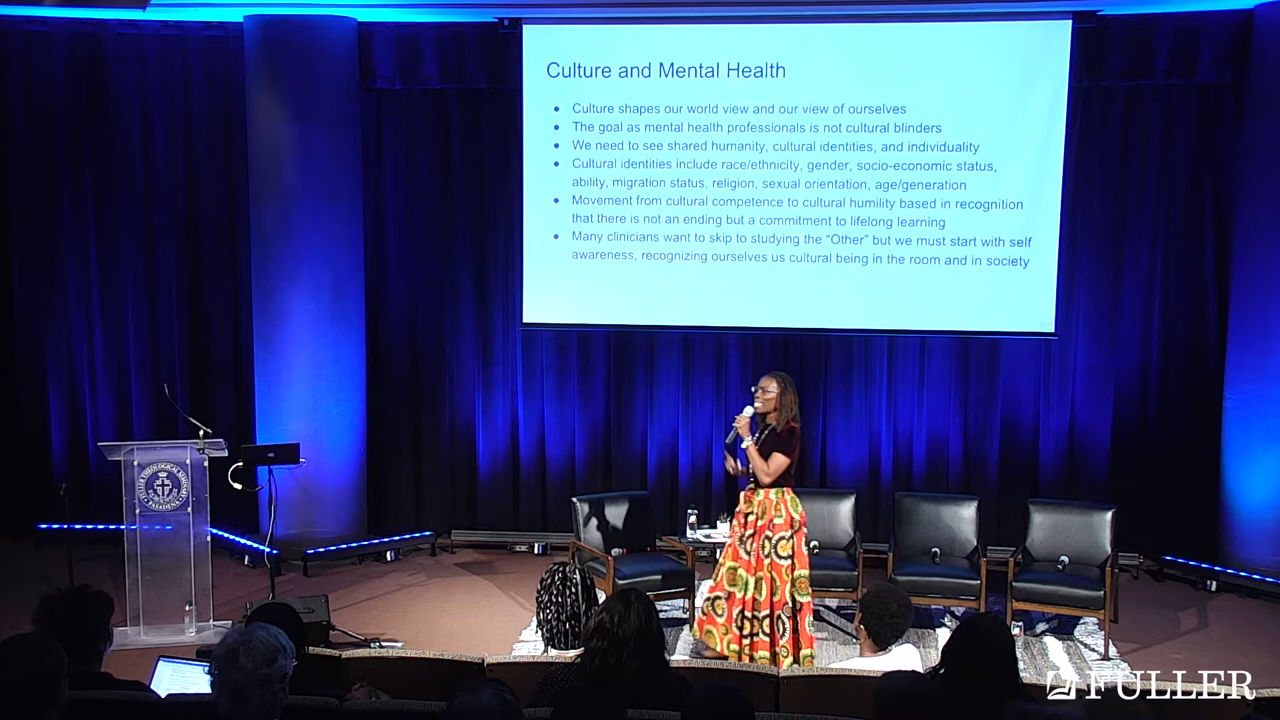 Culture and Mental Health
• Culture shapes our world view and our view of ourselves
• The goal as mental health professionals is not cultural blinders
• We need to see shared humanity, cultural identities, and individuality
• Cultural identities include race/ethnicity, gender, socio-economic status,
ability, migration status, religion, sexual orientation, age/generation
• Movement from cultural competence to cultural humility based in recognition
that there is not an ending but a commitment to lifelong learning
• Many clinicians want to skip to studying the “Other” but we must start with self
awareness, recognizing ourselves us cultural being in the room and in society
FULLER THEOLOGICAL SEMINARY
PASADENA
FULLER